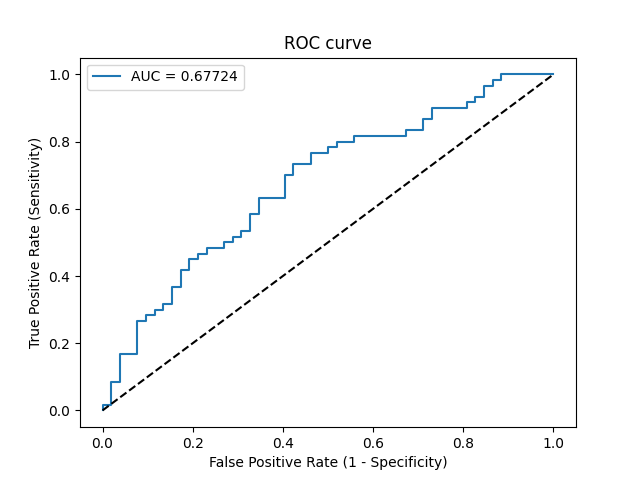 ROC curve
AUC = 0.67724
True Positive Rate (Sensitivity)
1.0
0.8
0.6
0.4
0.2
0.0
0.0 0.2 0.4 0.6 0.8 1.0
False Positive Rate (1 - Specificity)